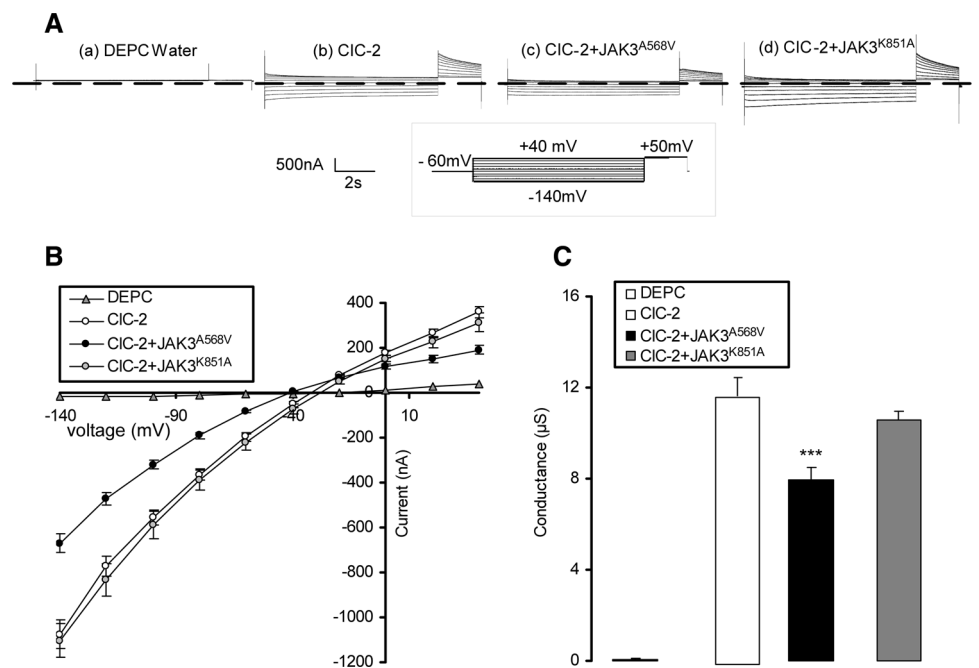 A
(a) DEPC Water
(b) ClC-2
(c) ClC-2+JAK3A568V
(d) ClC-2+JAK3K851A
500nA
2s
- 60mV
+40 mV
+50mV
-140mV
B
DEPC
ClC-2
ClC-2+JAK3A568V
ClC-2+JAK3K851A
400
200
0
-140
-90
-40
10
voltage (mV)
-200
-400
-600
-800
-1000
-1200
Current (nA)
C
DEPC
ClC-2
ClC-2+JAK3A568V
ClC-2+JAK3K851A
16
12
8
4
0
Conductance (µS)
***